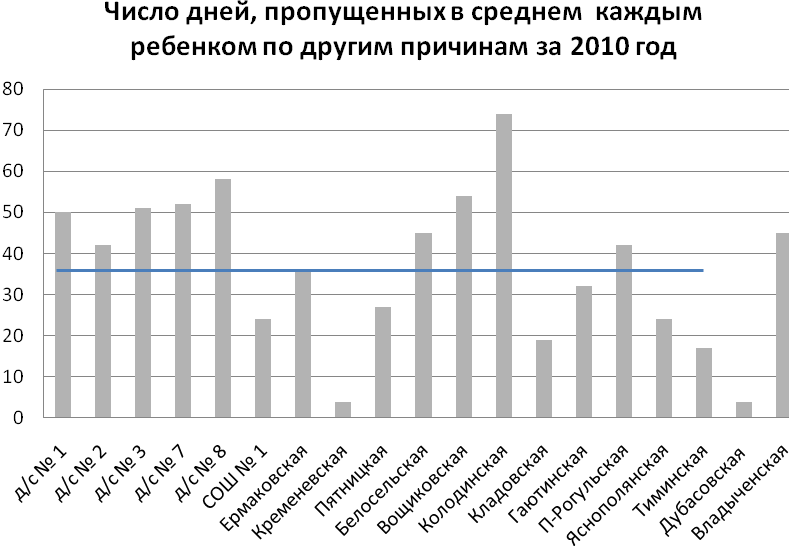 Число дней, пропущенных в среднем каждым
ребенком по другим причинам за 2010 год
80
70
60
50
40
30
20
10
0
д/с № 1
д/с № 2
д/с № 3
д/с № 7
д/с № 8
СОШ № 1
Ермаковская
Кременевская
Пятницкая
Белосельская
Вощиковская
Колодинская
Кладовская
Гаютинская
П-Рогульская
Яснополянская
Тиминская
Дубасовская
Владыченская